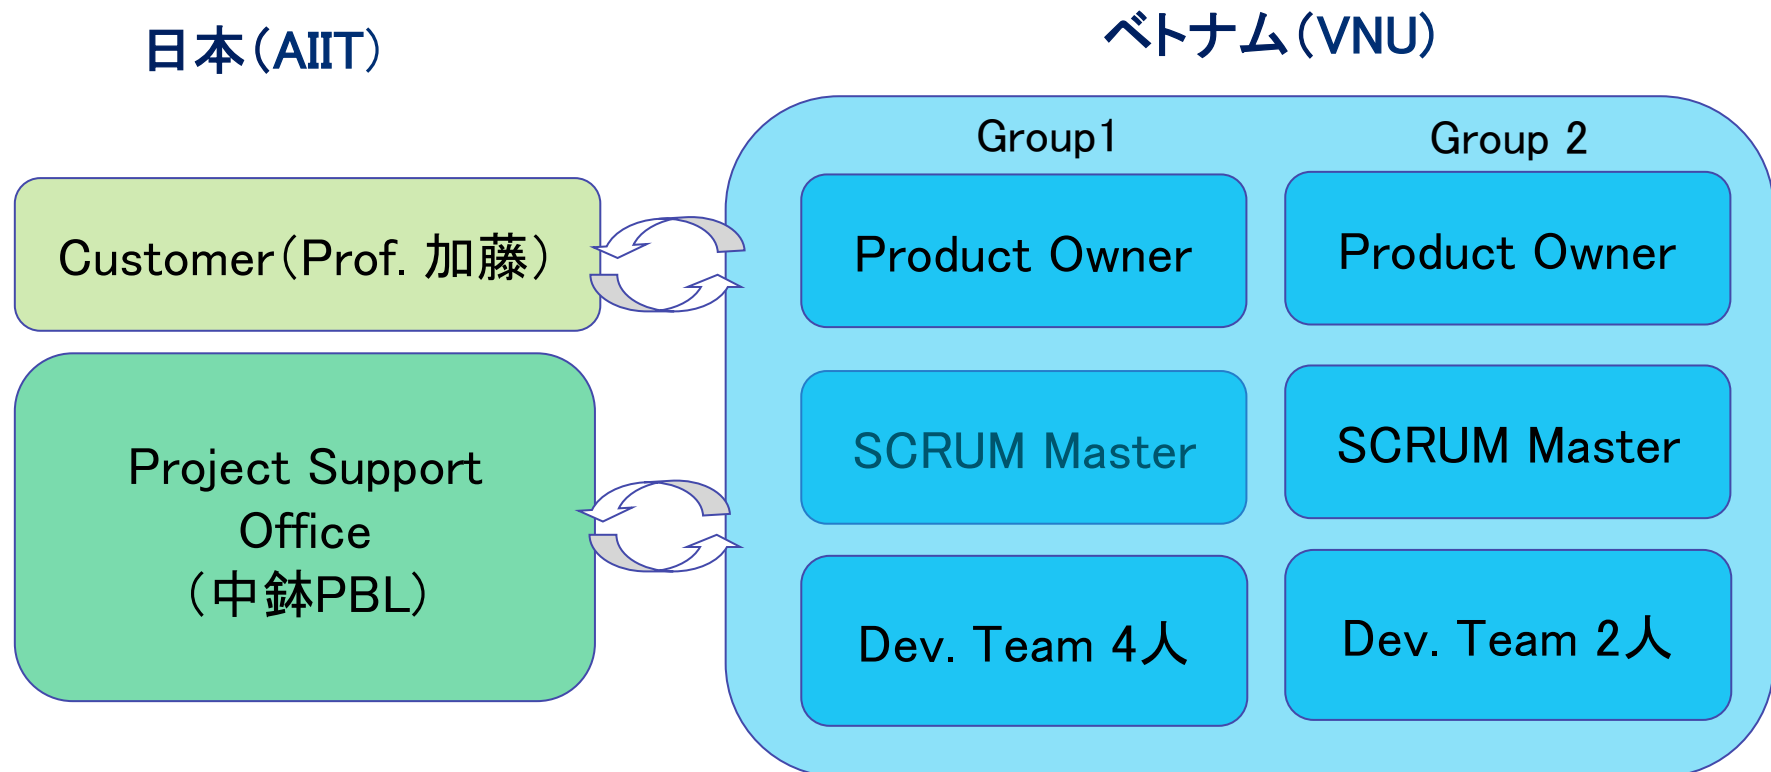 日本（AIIT）
ベトナム（VNU）
Customer（Prof. 加藤）
Project Support
Office
（中鉢PBL）
Group1
Product Owner
SCRUM Master
Dev. Team 4人
Group 2
Product Owner
SCRUM Master
Dev. Team 2人